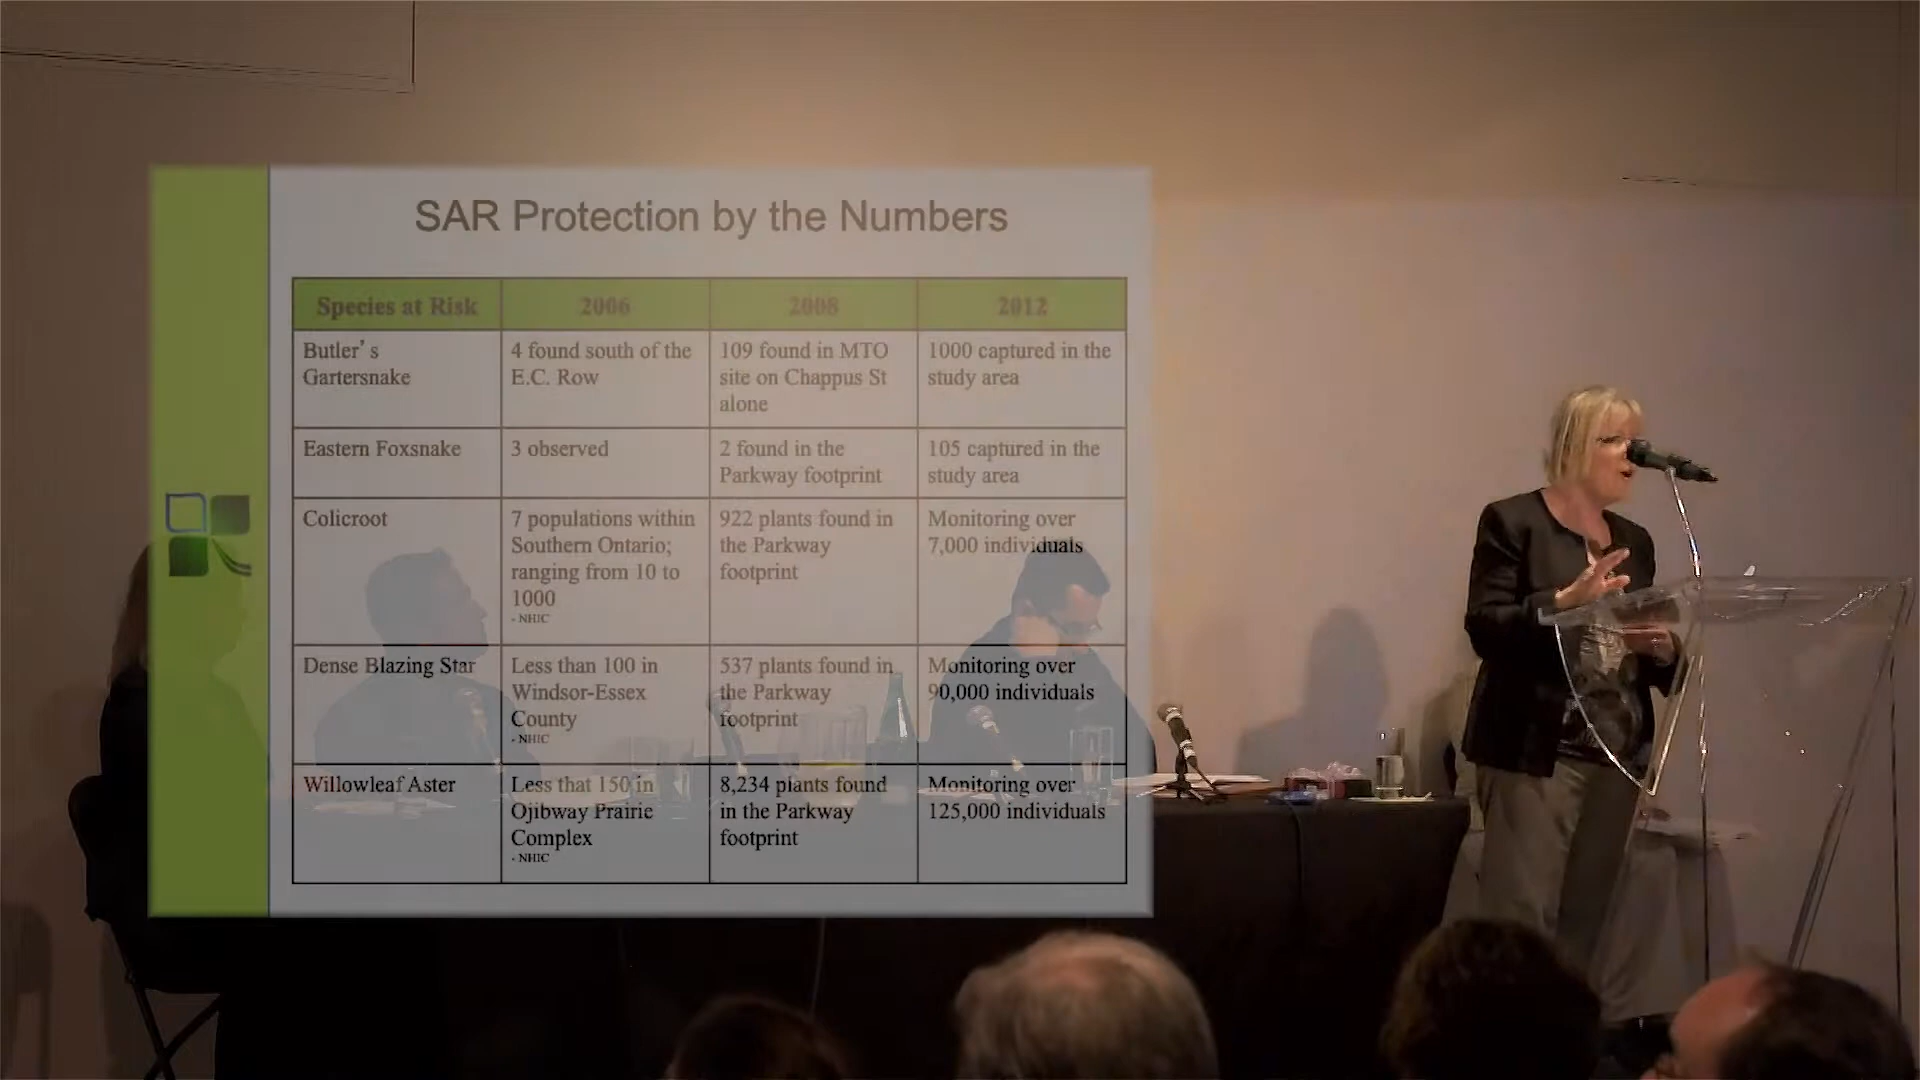 SAR Protection by the Numbers
Species at Risk
2006
2008
2012
Butler's
Gartersnake
4 found south of the
E.C. Row
109 found in MTO
site on Chappus St
alone
1000 captured in the
study area
Eastern Foxsnake
3 observed
2 found in the
Parkway footprint
105 captured in the
study area
Colicroot
7 populations within
Southern Ontario;
ranging from 10 to
1000
- NHIC
922 plants found in
the Parkway
footprint
Monitoring over
7,000 individuals
Dense Blazing Star
Less than 100 in
Windsor-Essex
County
- NHIC
537 plants found in
the Parkway
footprint
Monitoring over
90,000 individuals
Willowleaf Aster
Less that 150 in
Ojibway Prairie
Complex
- NHIC
8,234 plants found
in the Parkway
footprint
Monitoring over
125,000 individuals